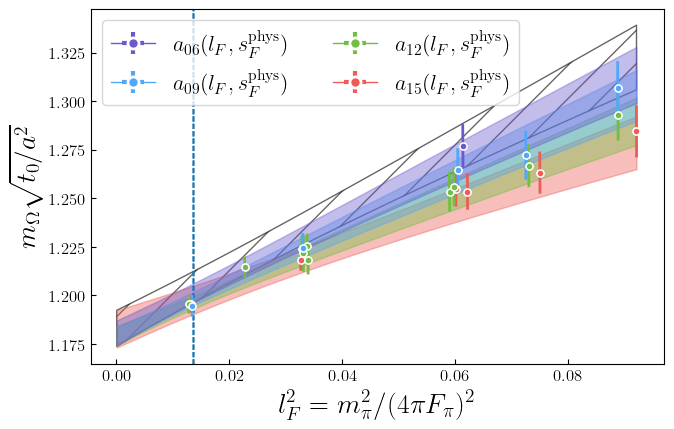 a_{06}(l_F, s_F^{phys}) a_{12}(l_F, s_F^{phys})
a_{09}(l_F, s_F^{phys}) a_{15}(l_F, s_F^{phys})
m_Ω√t_0/a^2
1.325
1.300
1.275
1.250
1.225
1.200
1.175
0.00 0.02 0.04 0.06 0.08
l_F^2 = m_π^2/(4πF_π)^2